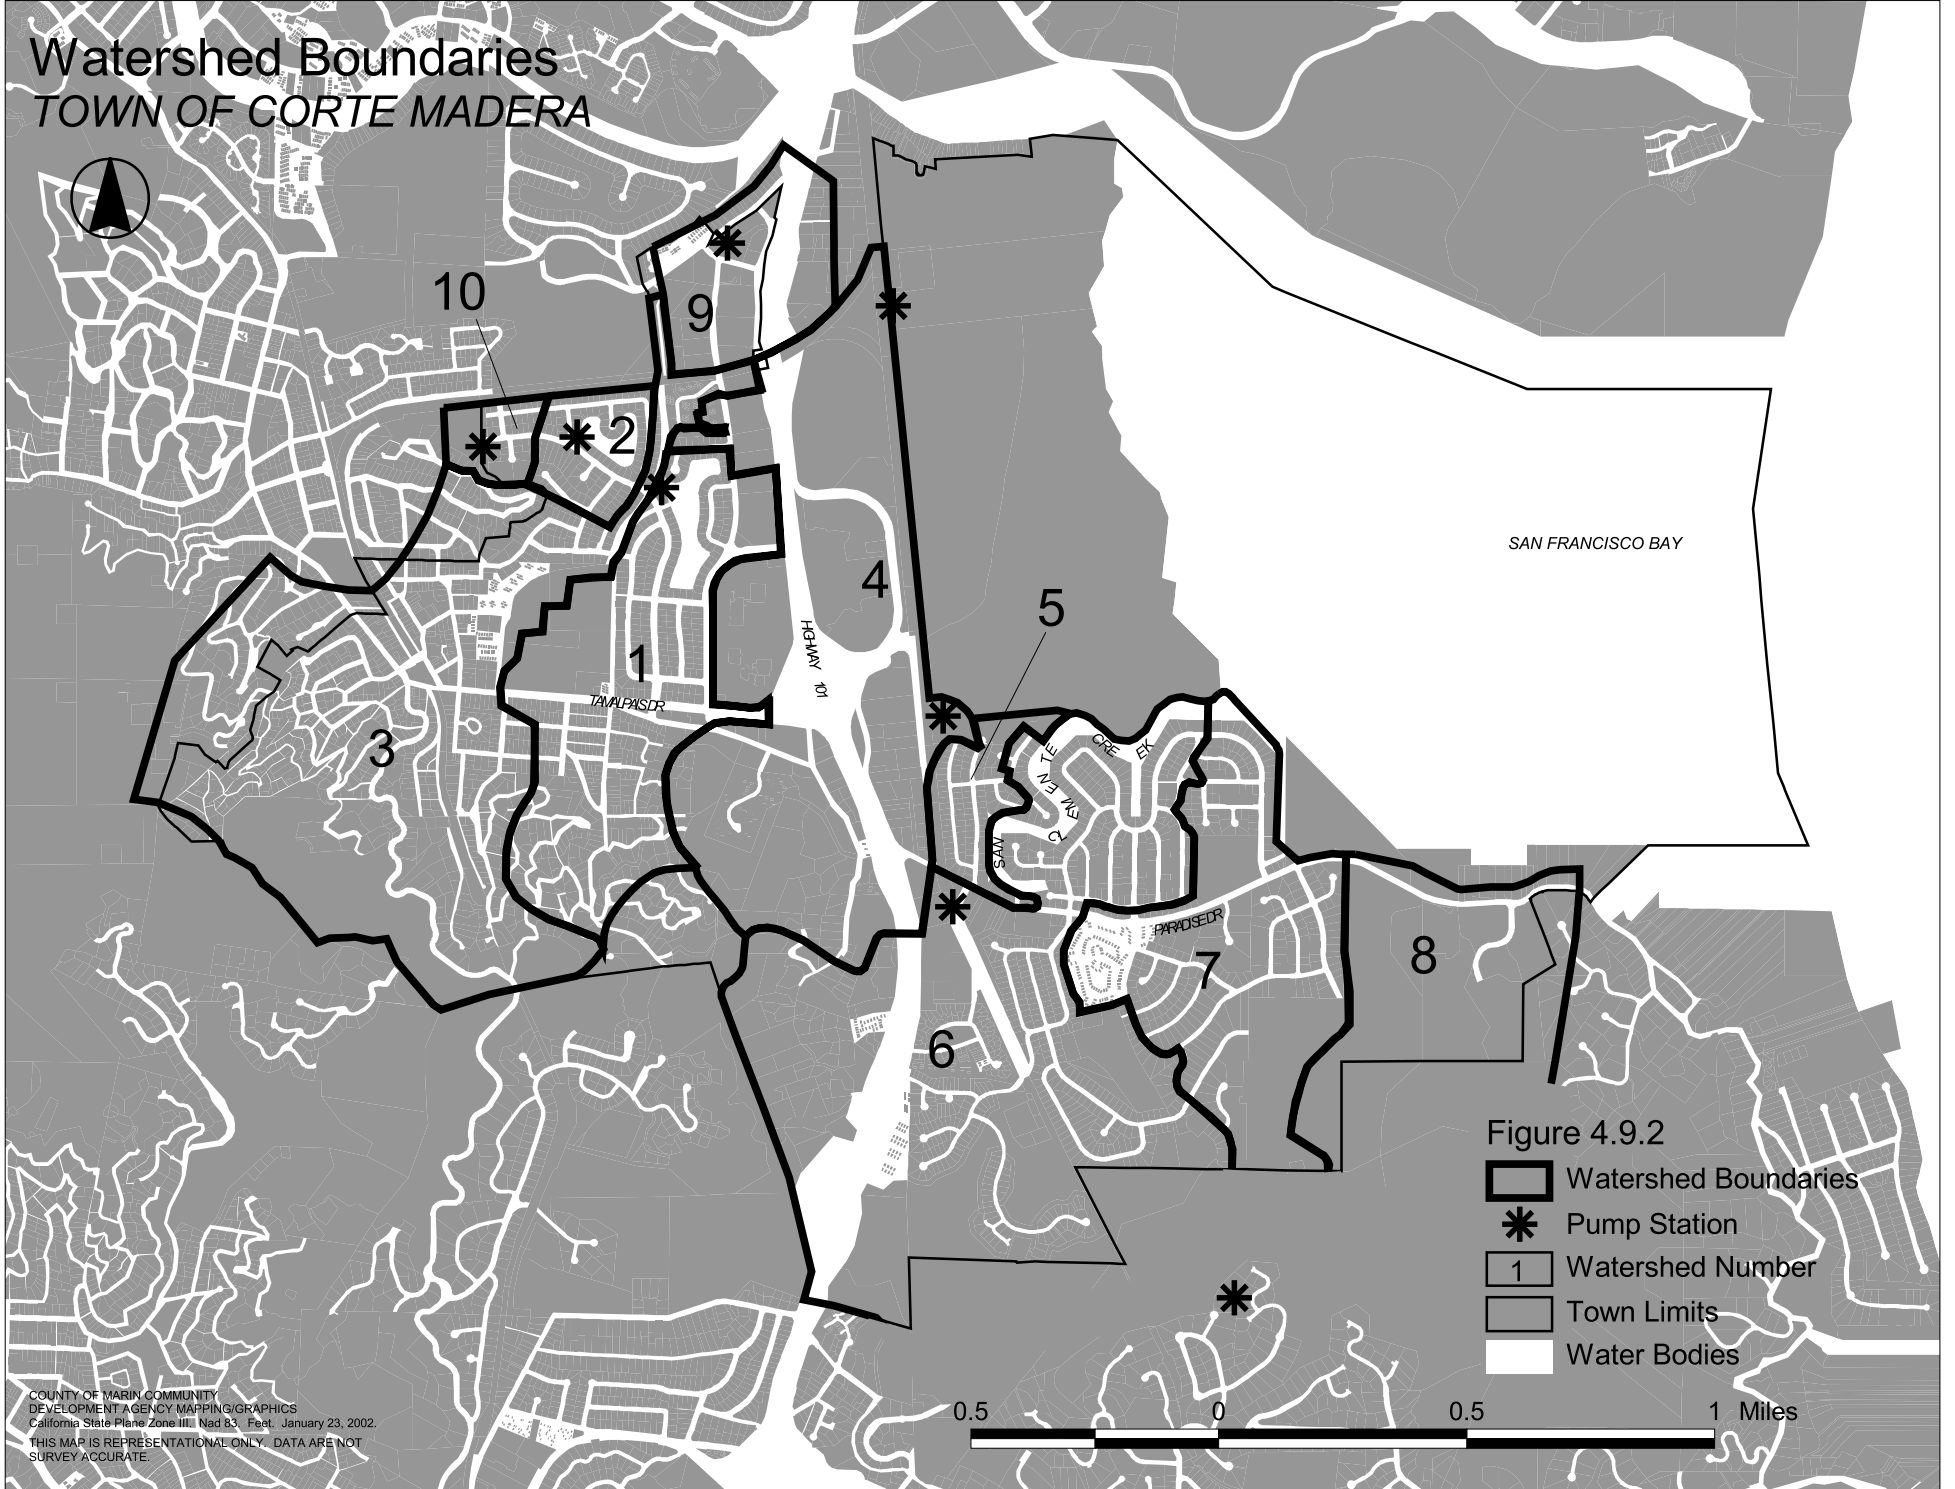 Watershed Boundaries
TOWN OF CORTE MADERA
10
9
2
4
5
1
3
HIGHWAY 101
TAMALPAIS DR
SAN FRANCISCO BAY
SAN CLEMENTE CREEK
PARADISE DR
7
8
6
Figure 4.9.2
Watershed Boundaries
Pump Station
1 Watershed Number
Town Limits
Water Bodies
0.5 0 0.5 1 Miles
COUNTY OF MARIN COMMUNITY
DEVELOPMENT AGENCY MAPPING/GRAPHICS
California State Plane Zone III. Nad 83. Feet. January 23, 2002.
THIS MAP IS REPRESENTATIONAL ONLY. DATA ARE NOT
SURVEY ACCURATE.